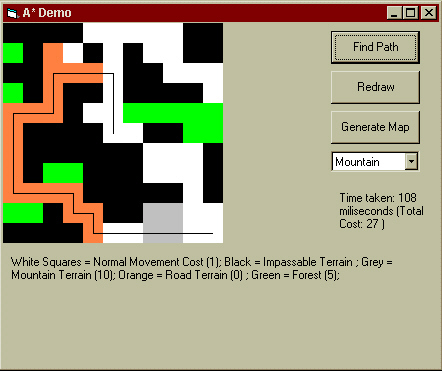 A* Demo
Find Path
Redraw
Generate Map
Mountain
Time taken: 108
miliseconds (Total
Cost: 27 )
White Squares = Normal Movement Cost (1); Black = Impassable Terrain ; Grey =
Mountain Terrain (10); Orange = Road Terrain (0) ; Green = Forest (5);